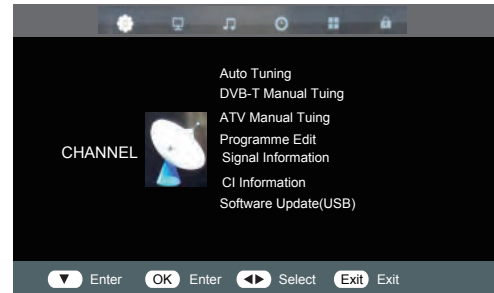 Auto Tuning
DVB-T Manual Tuing
ATV Manual Tuing
Programme Edit
CHANNEL
Signal Information
CI Information
Software Update(USB)
▼ Enter OK Enter ◀▶ Select Exit Exit